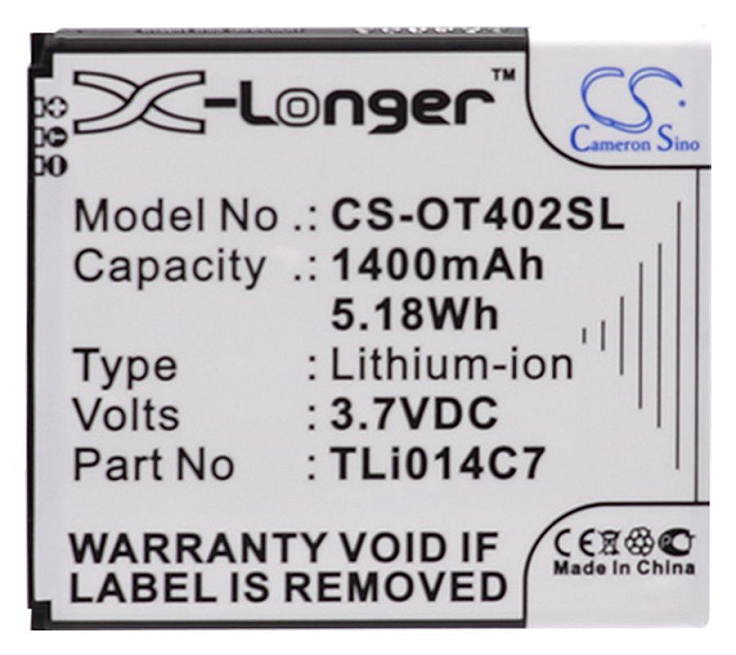 X-Longer™
Cameron Sino
Model No .: CS-OT402SL
Capacity .: 1400mAh
5.18Wh
Type : Lithium-ion
Volts : 3.7VDC
Part No : TLi014C7
WARRANTY VOID IF
LABEL IS REMOVED
CE
Made In China